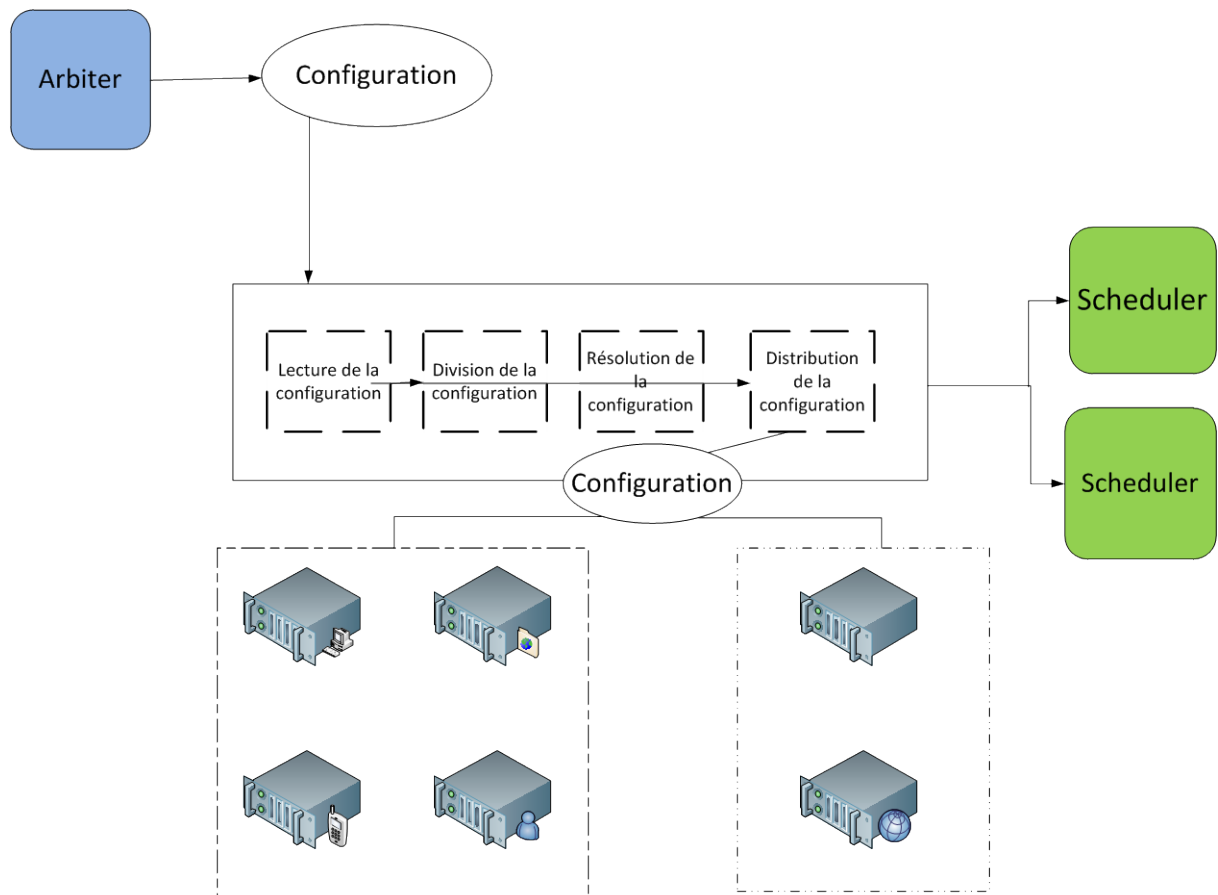 Arbiter
Configuration
Scheduler
Lecture de la
configuration
Division de la
configuration
Résolution de
la
configuration
Distribution
de la
configuration
Configuration
Scheduler